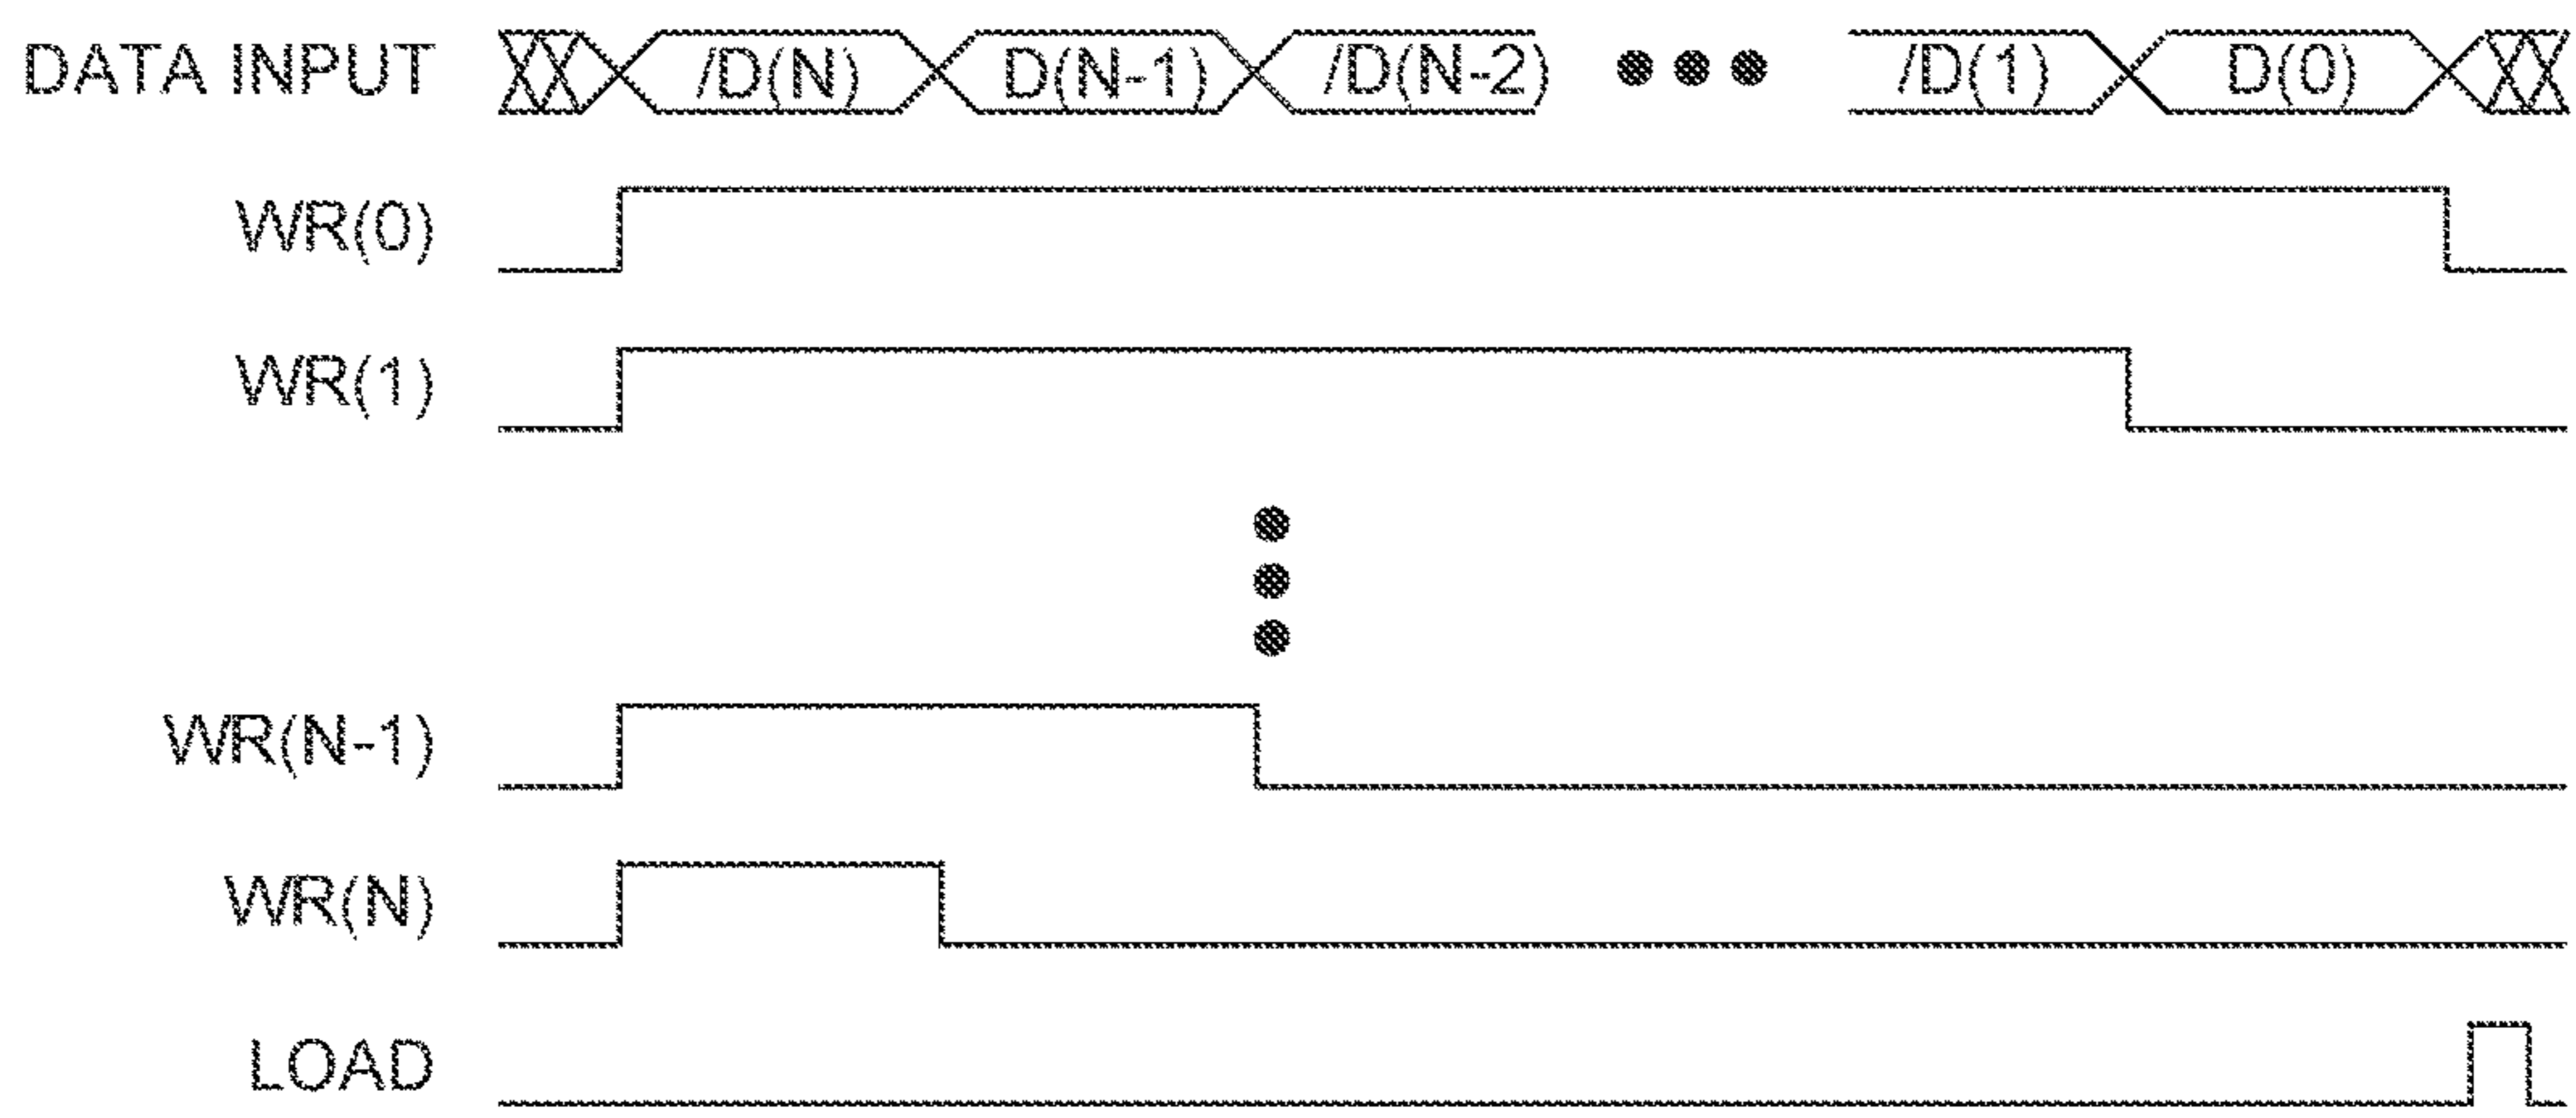 DATA INPUT /D(N) D(N-1) /D(N-2) ●●● /D(1) D(0)
WR(0)
WR(1)
WR(N-1)
WR(N)
LOAD